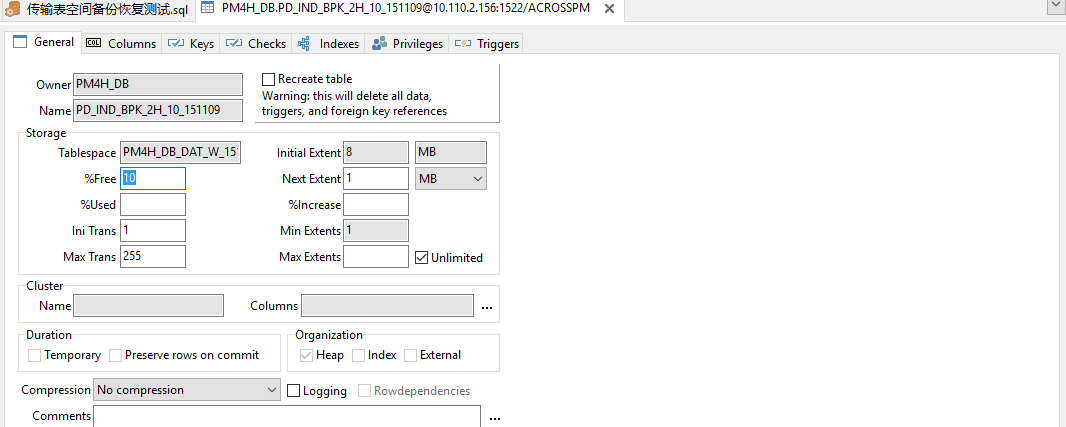 传输表空间备份恢复测试.sql PM4H_DB.PD_IND_BPK_2H_10_151109@10.110.2.156:1522/ACROSSPM
General COL Columns Keys Checks Indexes Privileges Triggers
Owner PM4H_DB Recreate table
Warning: this will delete all data,
Name PD_IND_BPK_2H_10_151109 triggers, and foreign key references
Storage
Tablespace PM4H_DB_DAT_W_15 Initial Extent 8 MB
%Free 10 Next Extent 1 MB
%Used %Increase
Ini Trans 1 Min Extents 1
Max Trans 255 Max Extents Unlimited
Cluster
Name Columns ...
Duration Organization
Temporary Preserve rows on commit Heap Index External
Compression No compression Logging Rowdependencies
Comments ...